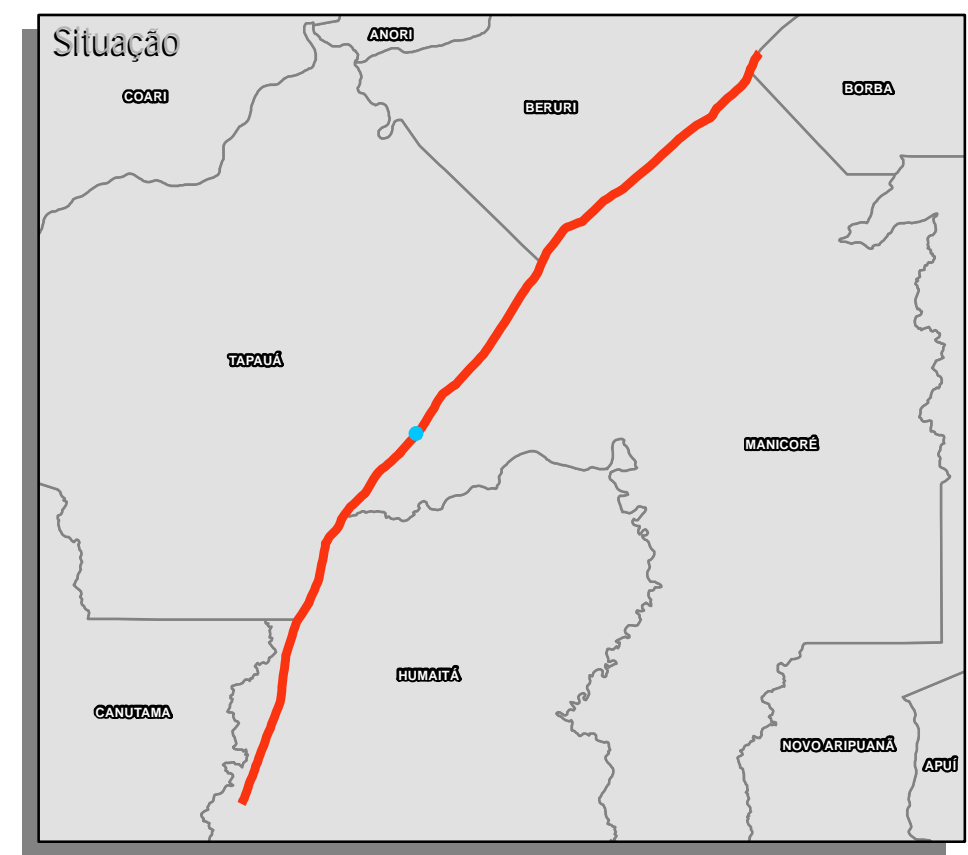 Situação
ANORI
COARI
BORBA
BERURI
TAPAUÁ
MANICORÉ
HUMAITÁ
CANUTAMA
NOVO ARIPUANÃ
APUÍ